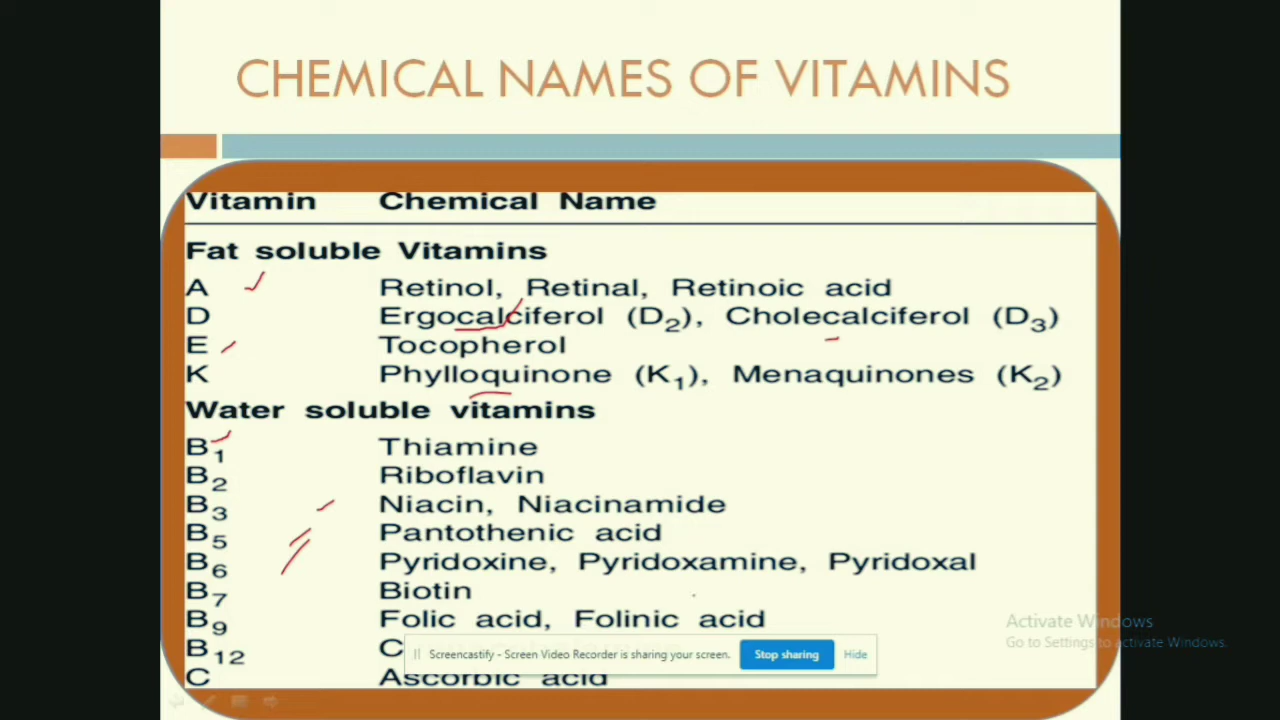 CHEMICAL NAMES OF VITAMINS
Vitamin Chemical Name
Fat soluble Vitamins
A Retinol, Retinal, Retinoic acid
D Ergocalciferol (D₂), Cholecalciferol (D₃)
E Tocopherol
K Phylloquinone (K₁), Menaquinones (K₂)
Water soluble vitamins
B₁ Thiamine
B₂ Riboflavin
B₃ Niacin, Niacinamide
B₅ Pantothenic acid
B₆ Pyridoxine, Pyridoxamine, Pyridoxal
B₇ Biotin
B₉ Folic acid, Folinic acid
B₁₂
Screencastify - Screen Video Recorder is sharing your screen. Stop sharing Hide
C Ascorbic acid
Activate Windows
Go to Settings to activate Windows.